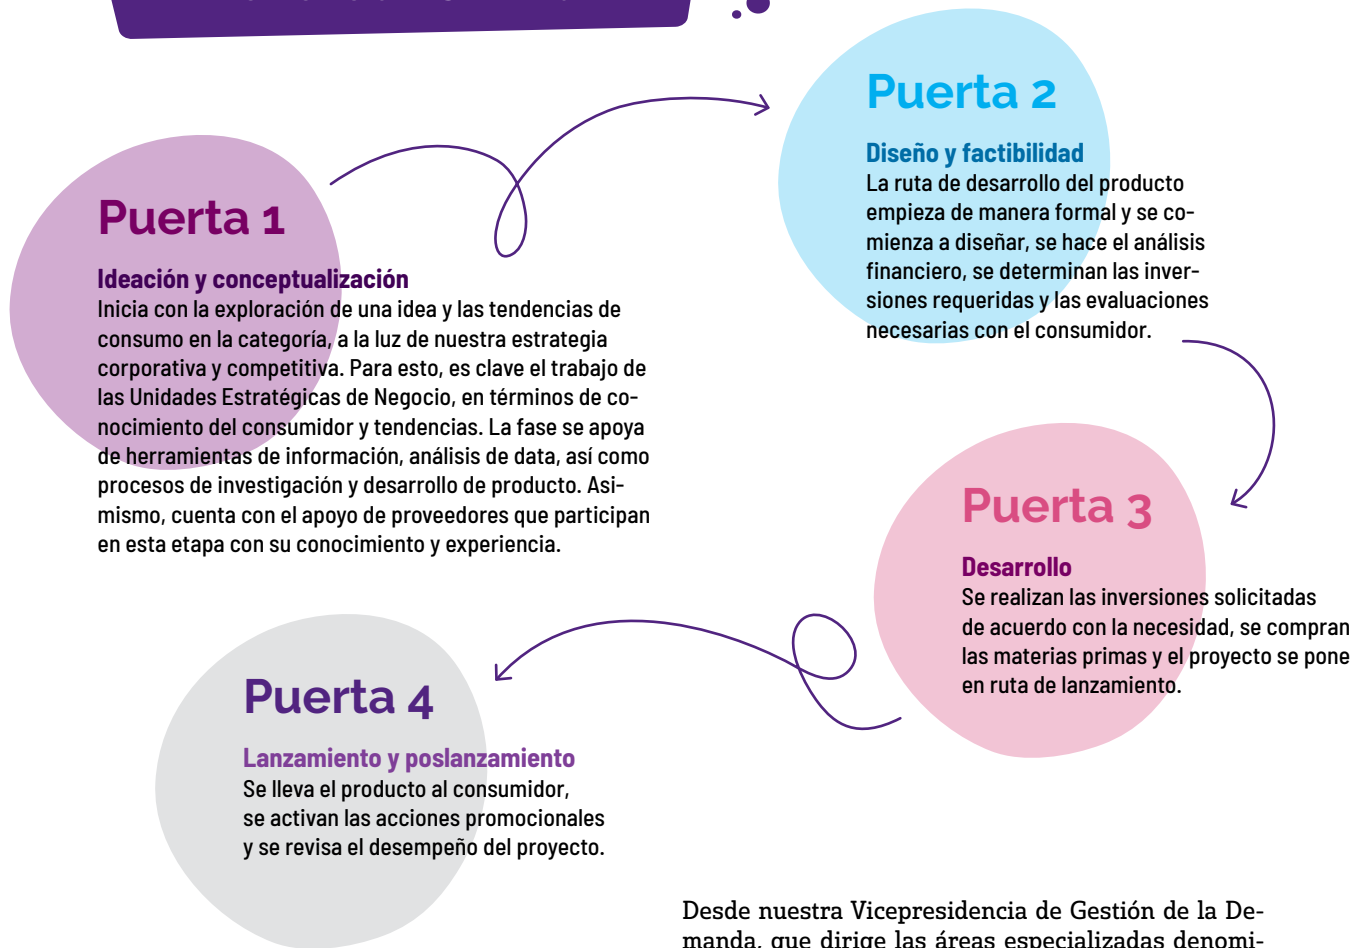 Puerta 1
Ideación y conceptualización
Inicia con la exploración de una idea y las tendencias de
consumo en la categoría, a la luz de nuestra estrategia
corporativa y competitiva. Para esto, es clave el trabajo de
las Unidades Estratégicas de Negocio, en términos de co-
nocimiento del consumidor y tendencias. La fase se apoya
de herramientas de información, análisis de data, así como
procesos de investigación y desarrollo de producto. Asi-
mismo, cuenta con el apoyo de proveedores que participan
en esta etapa con su conocimiento y experiencia.
Puerta 2
Diseño y factibilidad
La ruta de desarrollo del producto
empieza de manera formal y se co-
mienza a diseñar, se hace el análisis
financiero, se determinan las inver-
siones requeridas y las evaluaciones
necesarias con el consumidor.
Puerta 3
Desarrollo
Se realizan las inversiones solicitadas
de acuerdo con la necesidad, se compran
las materias primas y el proyecto se pone
en ruta de lanzamiento.
Puerta 4
Lanzamiento y poslanzamiento
Se lleva el producto al consumidor,
se activan las acciones promocionales
y se revisa el desempeño del proyecto.
Desde nuestra Vicepresidencia de Gestión de la De-
manda, que dirige las áreas especializadas denomi-